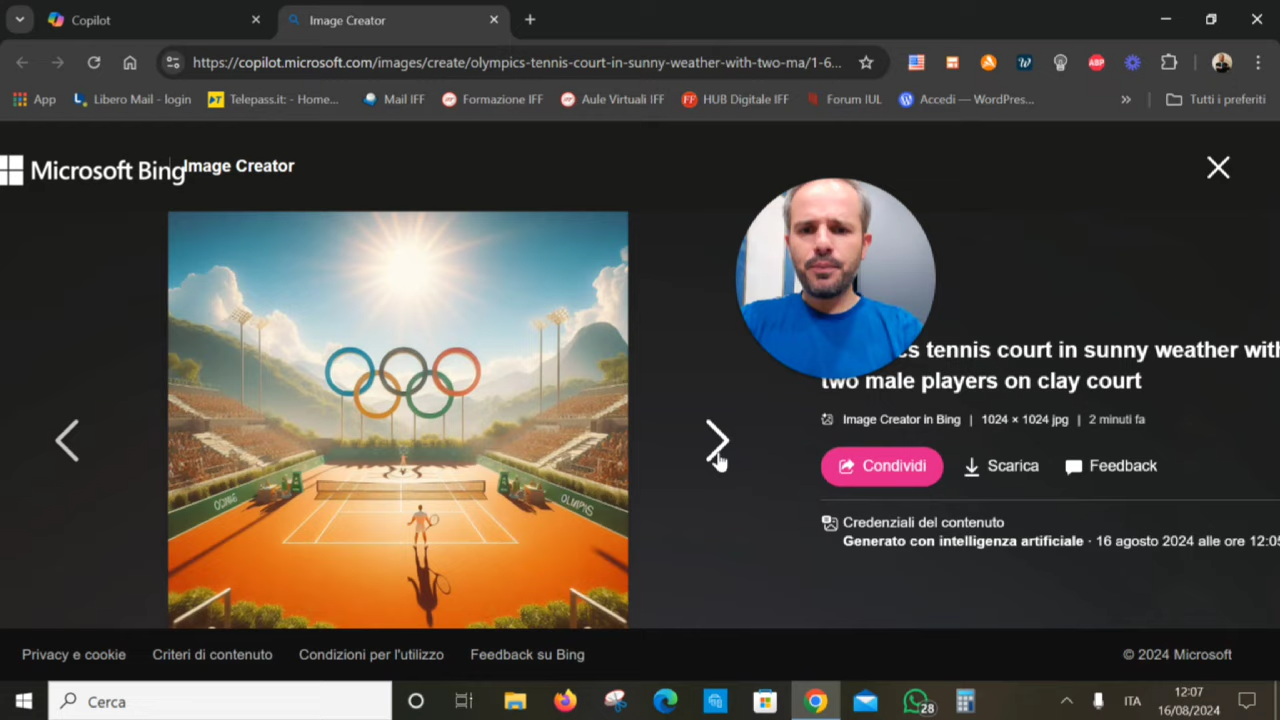 Copilot
Image Creator
https://copilot.microsoft.com/images/create/olympics-tennis-court-in-sunny-weather-with-two-ma/1-6...
App
Libero Mail - login
Telepass.it: - Home...
Mail IFF
Formazione IFF
Aule Virtuali IFF
HUB Digitale IFF
Forum IUL
Accedi — WordPres...
Tutti i preferiti
Microsoft Bing
Image Creator
cs tennis court in sunny weather with
two male players on clay court
Image Creator in Bing | 1024 × 1024 jpg | 2 minuti fa
Condividi
Scarica
Feedback
Credenziali del contenuto
Generato con intelligenza artificiale · 16 agosto 2024 alle ore 12:05
Privacy e cookie
Criteri di contenuto
Condizioni per l'utilizzo
Feedback su Bing
© 2024 Microsoft
Cerca
28
ITA
12:07
16/08/2024